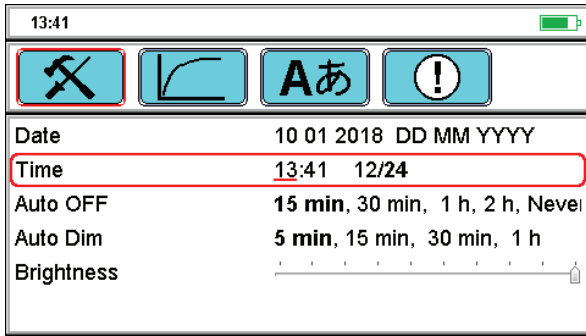 13:41
Aあ
Date 10 01 2018 DD MM YYYY
Time 13:41 12/24
Auto OFF 15 min, 30 min, 1 h, 2 h, Never
Auto Dim 5 min, 15 min, 30 min, 1 h
Brightness